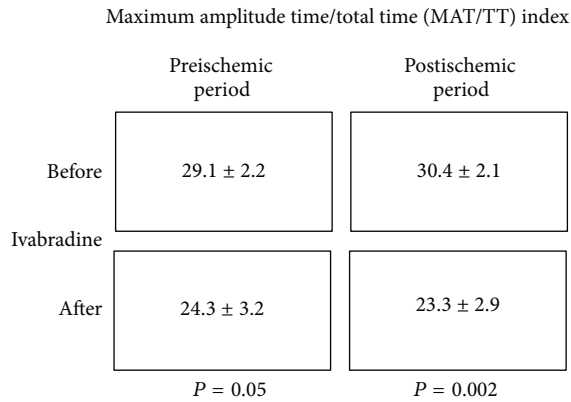 Maximum amplitude time/total time (MAT/TT) index
Preischemic Postischemic
period period
Before 29.1 ± 2.2 30.4 ± 2.1
Ivabradine
After 24.3 ± 3.2 23.3 ± 2.9
P = 0.05 P = 0.002